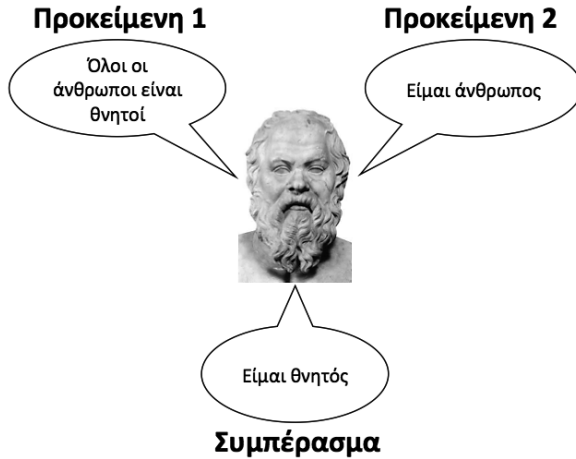 Προκείμενη 1
Προκείμενη 2
Όλοι οι
άνθρωποι είναι
θνητοί
Είμαι άνθρωπος
Είμαι θνητός
Συμπέρασμα